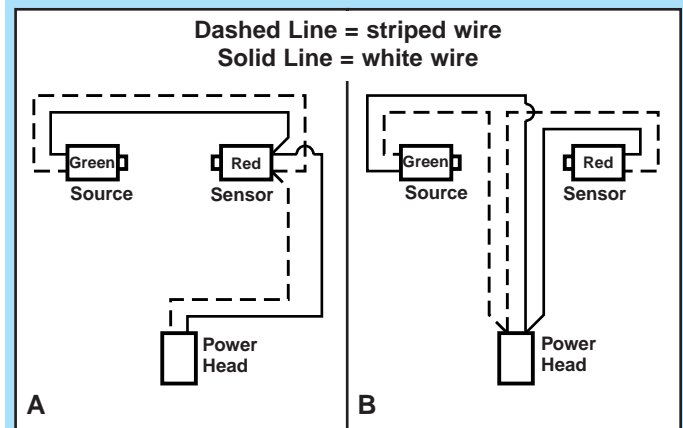 Dashed Line = striped wire
Solid Line = white wire
Green
Source
Red
Sensor
Power
Head
A
Green
Source
Red
Sensor
Power
Head
B